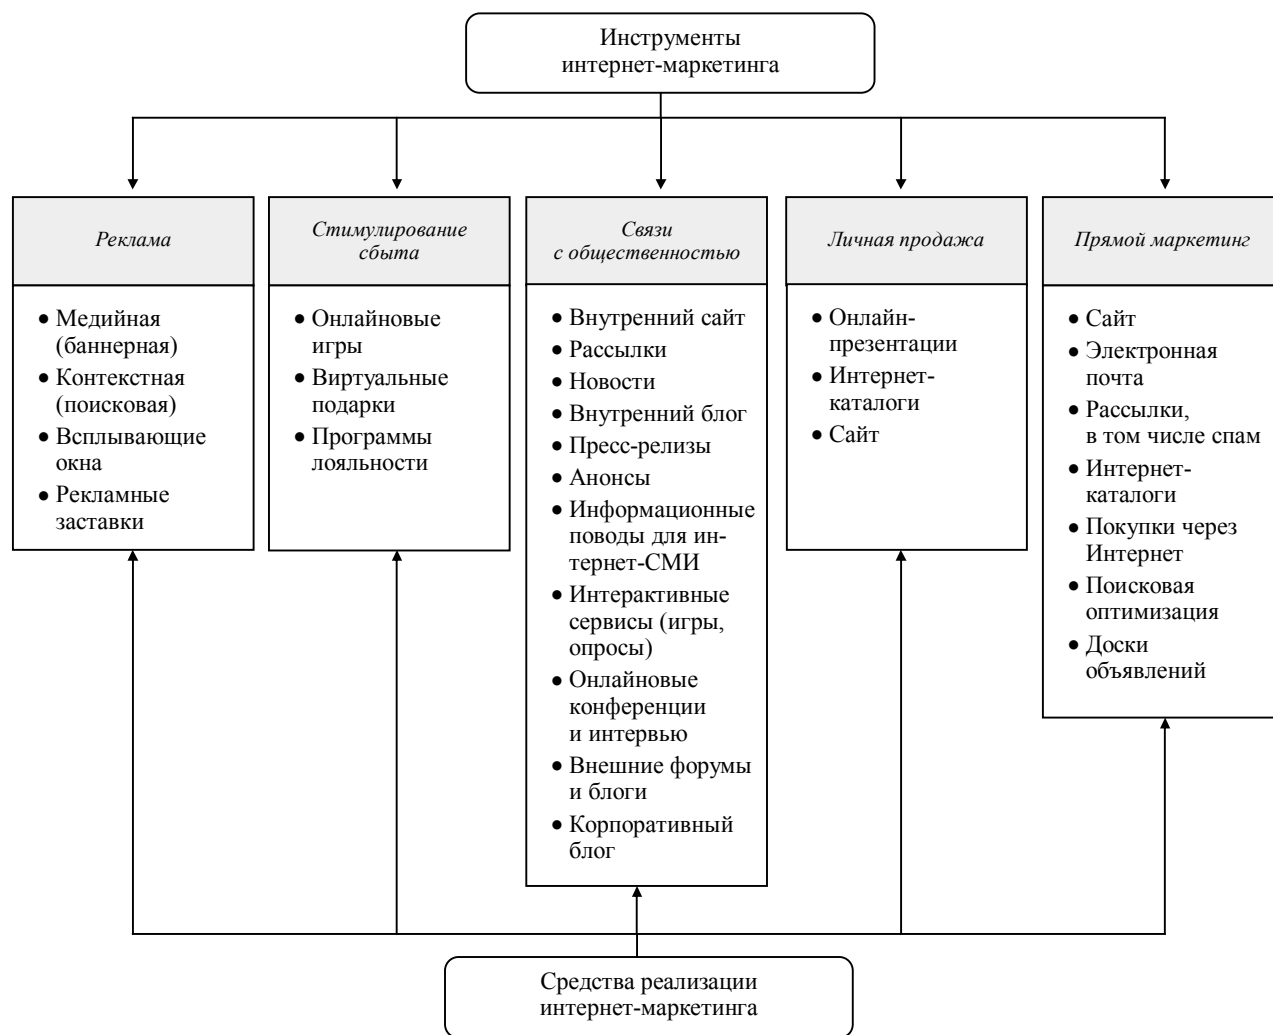 Инструменты
интернет-маркетинга
Реклама
• Медийная
(баннерная)
• Контекстная
(поисковая)
• Всплывающие
окна
• Рекламные
заставки
Стимулирование
сбыта
• Онлайновые
игры
• Виртуальные
подарки
• Программы
лояльности
Связи
с общественностью
• Внутренний сайт
• Рассылки
• Новости
• Внутренний блог
• Пресс-релизы
• Анонсы
• Информационные
поводы для ин-
тернет-СМИ
• Интерактивные
сервисы (игры,
опросы)
• Онлайновые
конференции
и интервью
• Внешние форумы
и блоги
• Корпоративный
блог
Личная продажа
• Онлайн-
презентации
• Интернет-
каталоги
• Сайт
Прямой маркетинг
• Сайт
• Электронная
почта
• Рассылки,
в том числе спам
• Интернет-
каталоги
• Покупки через
Интернет
• Поисковая
оптимизация
• Доски
объявлений
Средства реализации
интернет-маркетинга